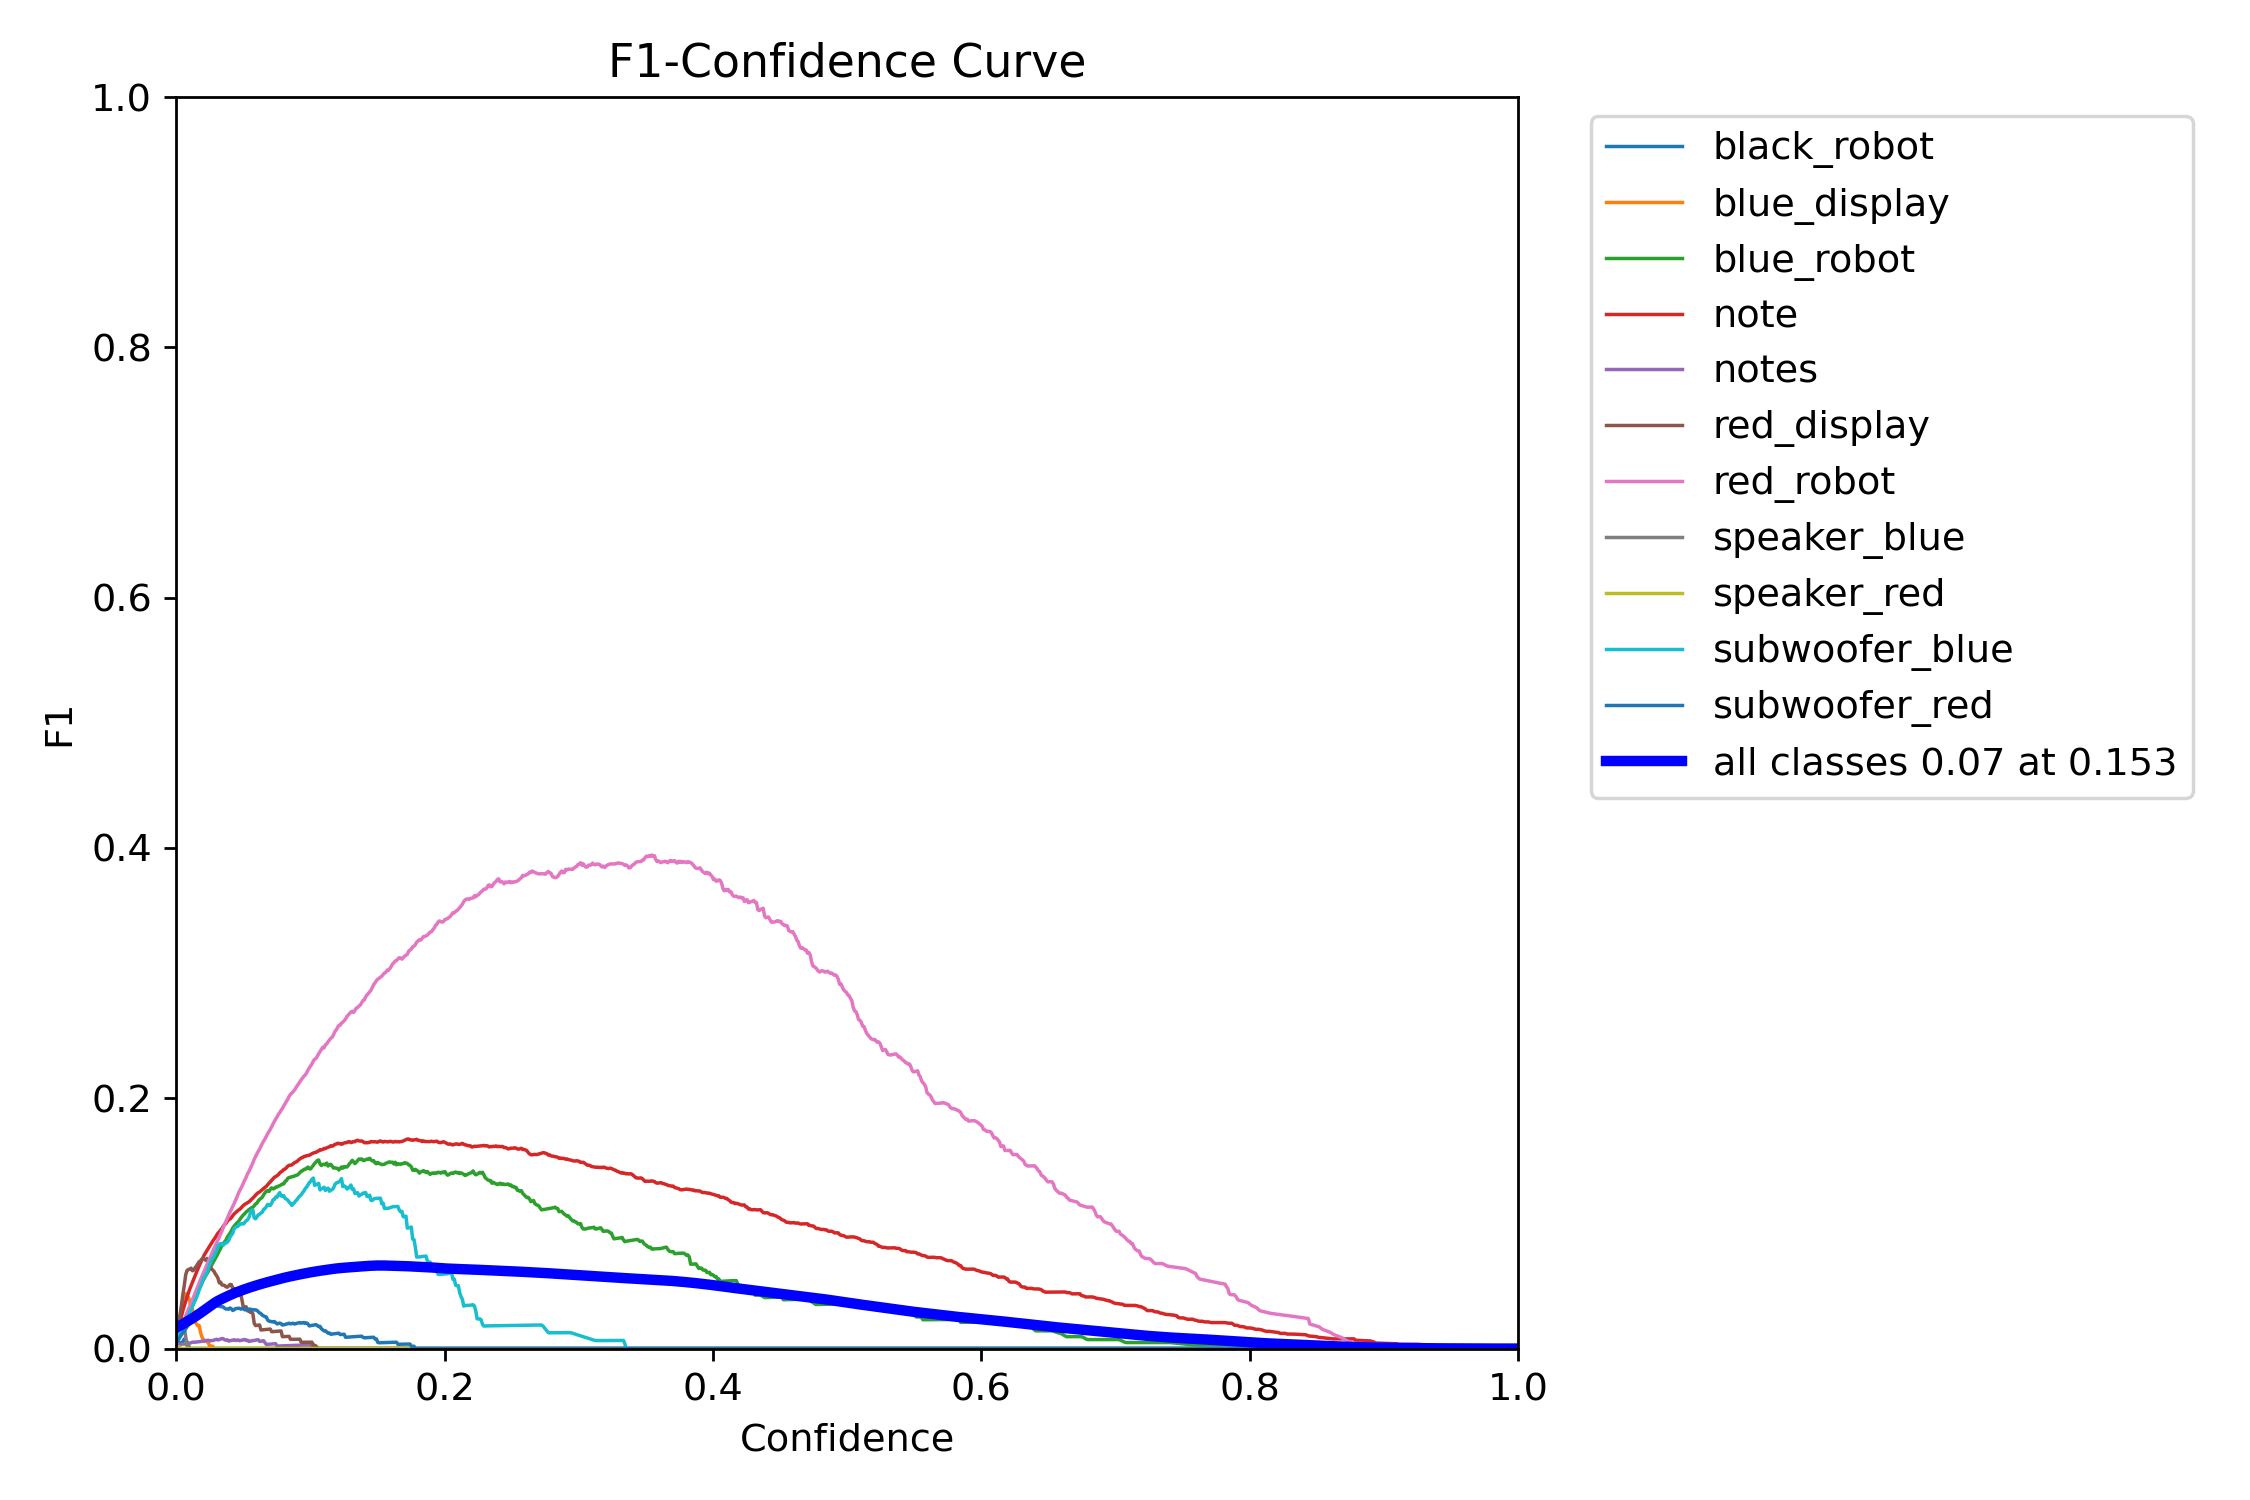 F1-Confidence Curve
1.0
0.8
0.6
0.4
0.2
0.0
F1
0.0 0.2 0.4 0.6 0.8 1.0
Confidence
black_robot
blue_display
blue_robot
note
notes
red_display
red_robot
speaker_blue
speaker_red
subwoofer_blue
subwoofer_red
all classes 0.07 at 0.153